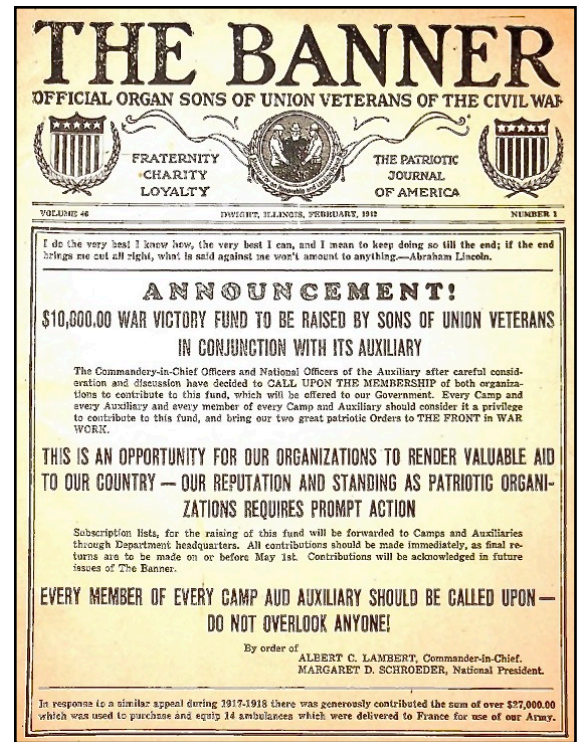 THE BANNER
OFFICIAL ORGAN SONS OF UNION VETERANS OF THE CIVIL WAR
FRATERNITY
CHARITY
LOYALTY
THE PATRIOTIC
JOURNAL
OF AMERICA
VOLUME 46
DWIGHT, ILLINOIS, FEBRUARY, 1942
NUMBER 1
I do the very best I know how, the very best I can, and I mean to keep doing so till the end; if the end
brings me out all right, what is said against me won't amount to anything.—Abraham Lincoln.
ANNOUNCEMENT!
$10,000.00 WAR VICTORY FUND TO BE RAISED BY SONS OF UNION VETERANS
IN CONJUNCTION WITH ITS AUXILIARY
The Commandery-in-Chief Officers and National Officers of the Auxiliary after careful consid-
eration and discussion have decided to CALL UPON THE MEMBERSHIP of both organiza-
tions to contribute to this fund, which will be offered to our Government. Every Camp and
every Auxiliary and every member of every Camp and Auxiliary should consider it a privilege
to contribute to this fund, and bring our two great patriotic Orders to THE FRONT in WAR
WORK.
THIS IS AN OPPORTUNITY FOR OUR ORGANIZATIONS TO RENDER VALUABLE AID
TO OUR COUNTRY — OUR REPUTATION AND STANDING AS PATRIOTIC ORGANI-
ZATIONS REQUIRES PROMPT ACTION
Subscription lists, for the raising of this fund will be forwarded to Camps and Auxiliaries
through Department headquarters. All contributions should be made immediately, as final re-
turns are to be made on or before May 1st. Contributions will be acknowledged in future
issues of The Banner.
EVERY MEMBER OF EVERY CAMP AUD AUXILIARY SHOULD BE CALLED UPON —
DO NOT OVERLOOK ANYONE!
By order of
ALBERT C. LAMBERT, Commander-in-Chief.
MARGARET D. SCHROEDER, National President.
In response to a similar appeal during 1917-1918 there was generously contributed the sum of over $27,000.00
which was used to purchase and equip 14 ambulances which were delivered to France for use of our Army.